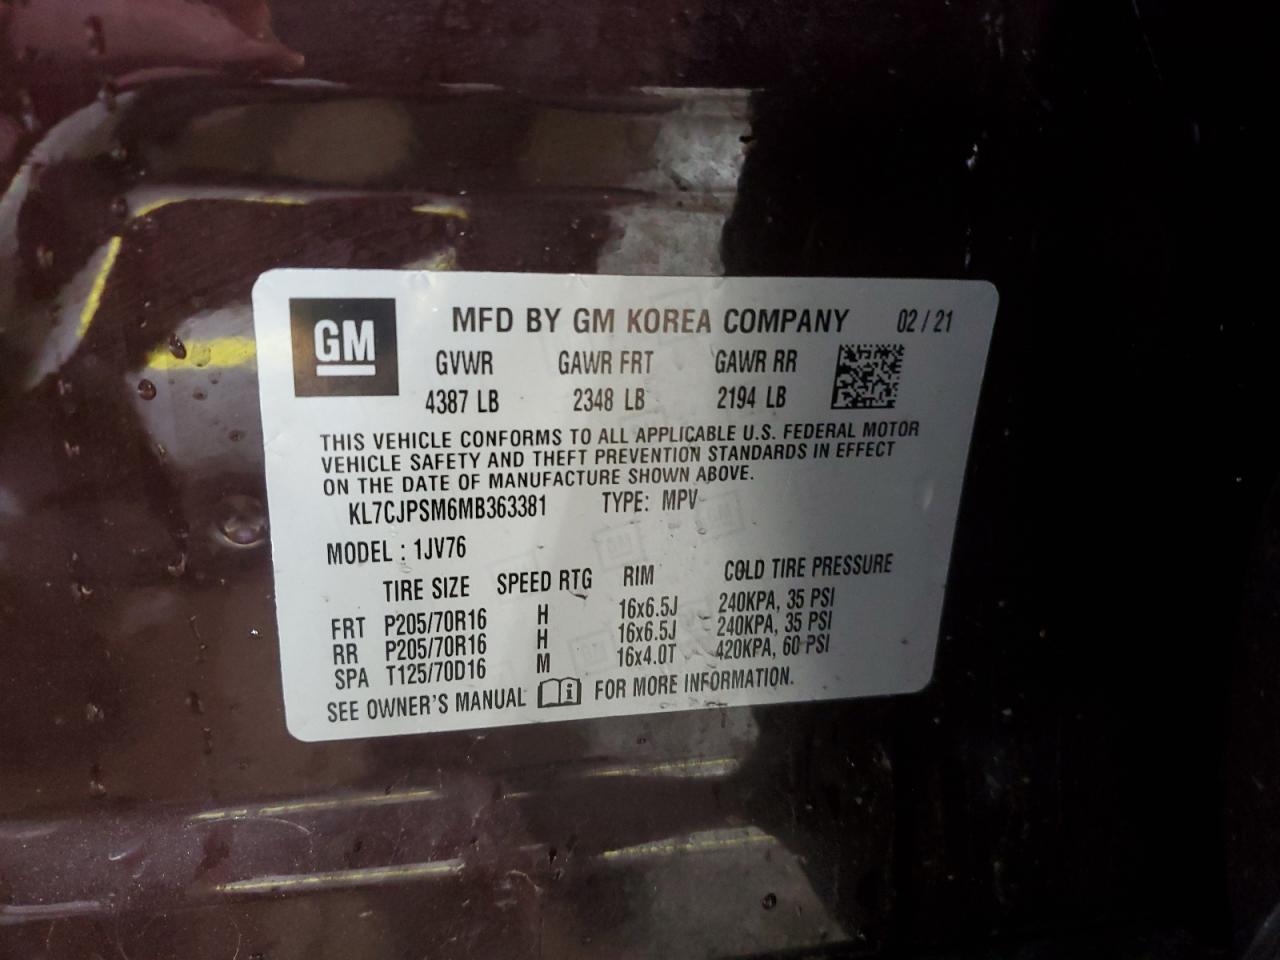 GM
MFD BY GM KOREA COMPANY 02 / 21
GVWR GAWR FRT GAWR RR
4387 LB 2348 LB 2194 LB
THIS VEHICLE CONFORMS TO ALL APPLICABLE U.S. FEDERAL MOTOR
VEHICLE SAFETY AND THEFT PREVENTION STANDARDS IN EFFECT
ON THE DATE OF MANUFACTURE SHOWN ABOVE.
KL7CJPSM6MB363381 TYPE: MPV
MODEL : 1JV76
TIRE SIZE SPEED RTG RIM COLD TIRE PRESSURE
FRT P205/70R16 H 16x6.5J 240KPA, 35 PSI
RR P205/70R16 H 16x6.5J 240KPA, 35 PSI
SPA T125/70D16 M 16x4.0T 420KPA, 60 PSI
SEE OWNER'S MANUAL FOR MORE INFORMATION.